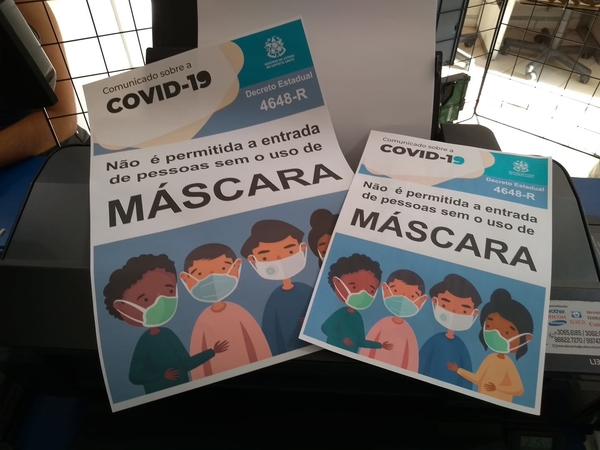 Comunicado sobre a
COVID-19
Decreto Estadual
4648-R
Não é permitida a entrada
de pessoas sem o uso de
MÁSCARA
Comunicado sobre a
COVID-19
Decreto Estadual
4648-R
Não é permitida a entrada
de pessoas sem o uso de
MÁSCARA